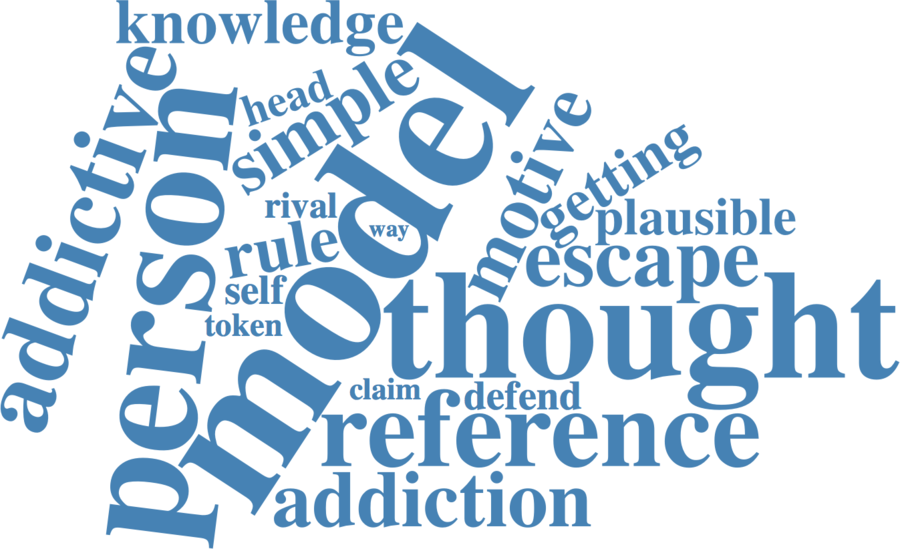 knowledge
addictive
person
head
simple
model
motive
getting
rival
way
plausible
rule
escape
self
thought
token
claim
defend
reference
addiction